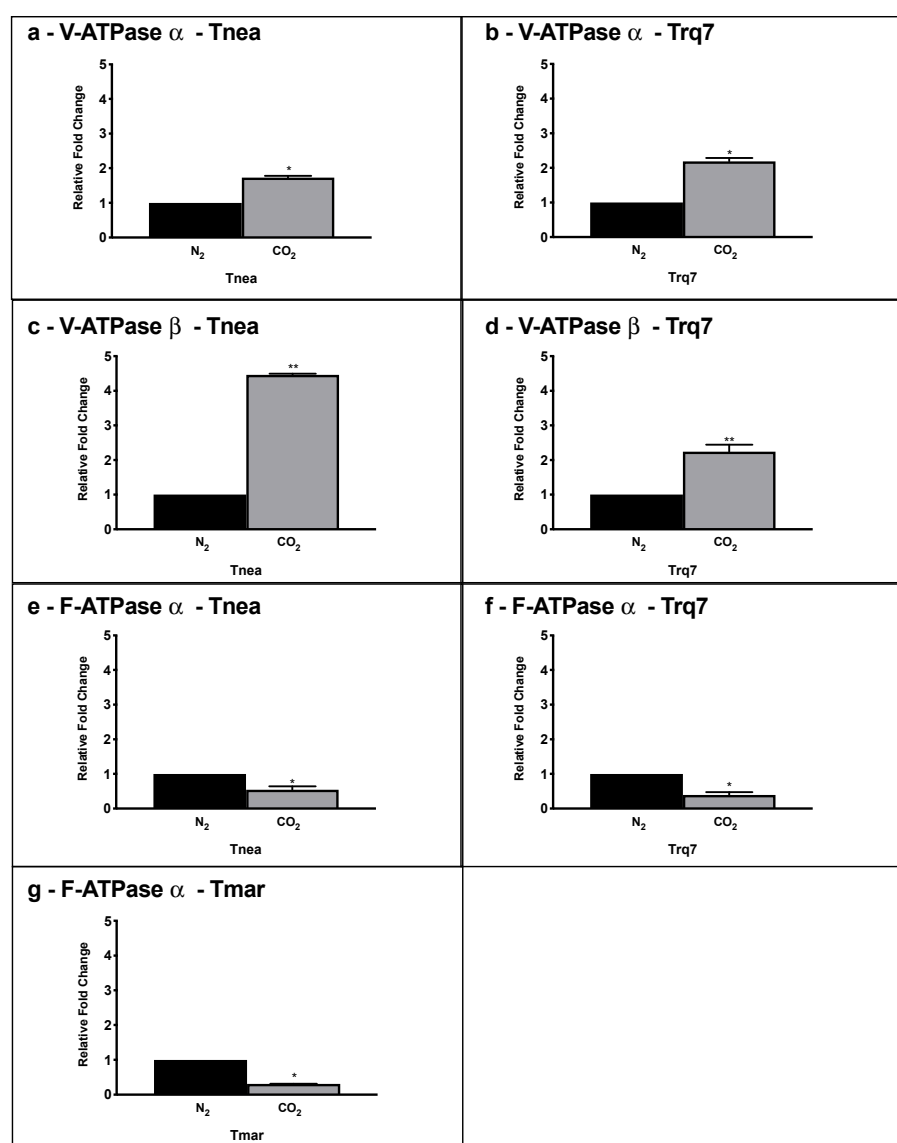 a - V-ATPase α - Tnea
Relative Fold Change
5
4
3
2
1
0
*
N₂ CO₂
Tnea
b - V-ATPase α - Trq7
Relative Fold Change
5
4
3
2
1
0
*
N₂ CO₂
Trq7
c - V-ATPase β - Tnea
Relative Fold Change
5
4
3
2
1
0
**
N₂ CO₂
Tnea
d - V-ATPase β - Trq7
Relative Fold Change
5
4
3
2
1
0
**
N₂ CO₂
Trq7
e - F-ATPase α - Tnea
Relative Fold Change
5
4
3
2
1
0
*
N₂ CO₂
Tnea
f - F-ATPase α - Trq7
Relative Fold Change
5
4
3
2
1
0
*
N₂ CO₂
Trq7
g - F-ATPase α - Tmar
Relative Fold Change
5
4
3
2
1
0
*
N₂ CO₂
Tmar